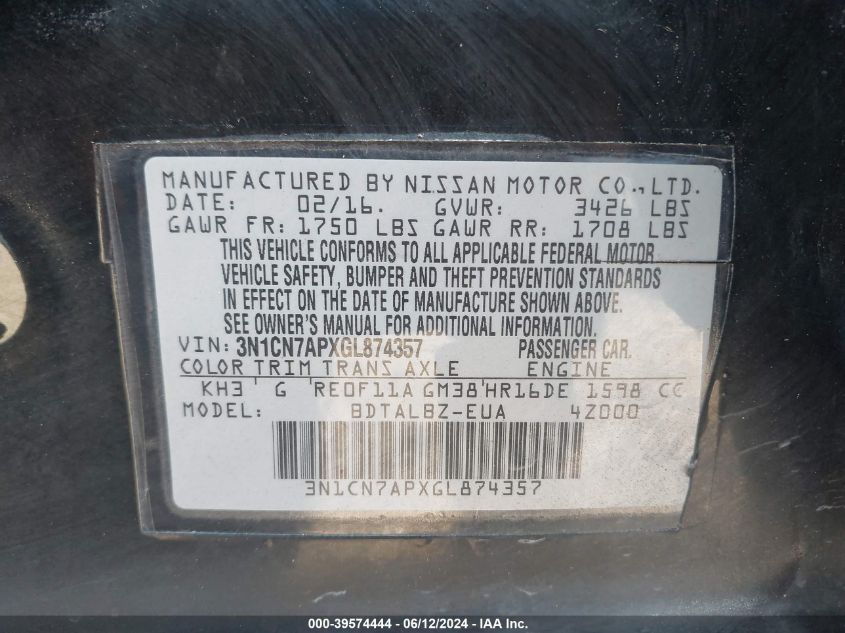 MANUFACTURED BY NISSAN MOTOR CO., LTD.
DATE: 02/16. GVWR: 3426 LBS
GAWR FR: 1750 LBS GAWR RR: 1708 LBS
THIS VEHICLE CONFORMS TO ALL APPLICABLE FEDERAL MOTOR
VEHICLE SAFETY, BUMPER AND THEFT PREVENTION STANDARDS
IN EFFECT ON THE DATE OF MANUFACTURE SHOWN ABOVE.
SEE OWNER'S MANUAL FOR ADDITIONAL INFORMATION.
VIN: 3N1CN7APXGL874357 PASSENGER CAR.
COLOR TRIM TRANS AXLE ENGINE
KH3 G RE0F11A GM38 HR16DE 1598 CC
MODEL: BDTALBZ-EUA 4Z000
3N1CN7APXGL874357
000-39574444 - 06/12/2024 - IAAI.COM